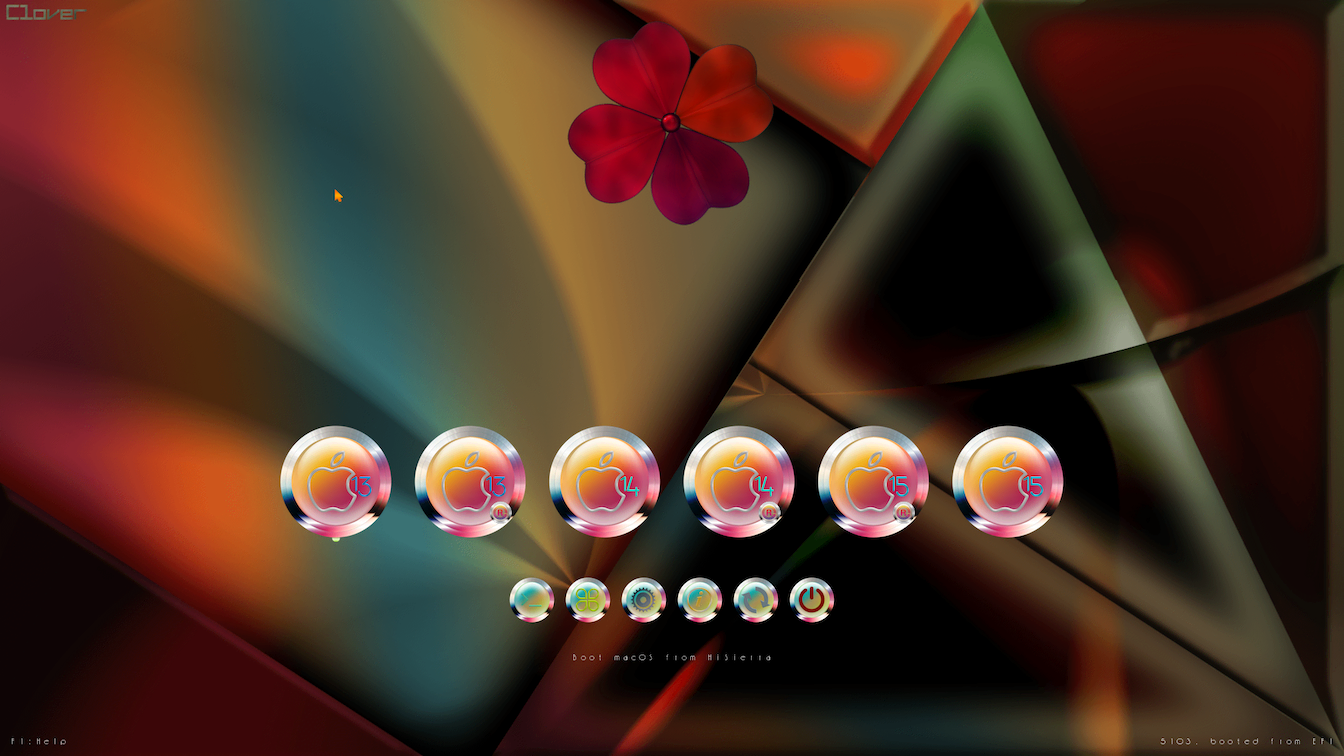 Clover
13 13 14 14 15 15
R R R
Boot macOS from HiSierra
F1:Help
5103, booted from EFI